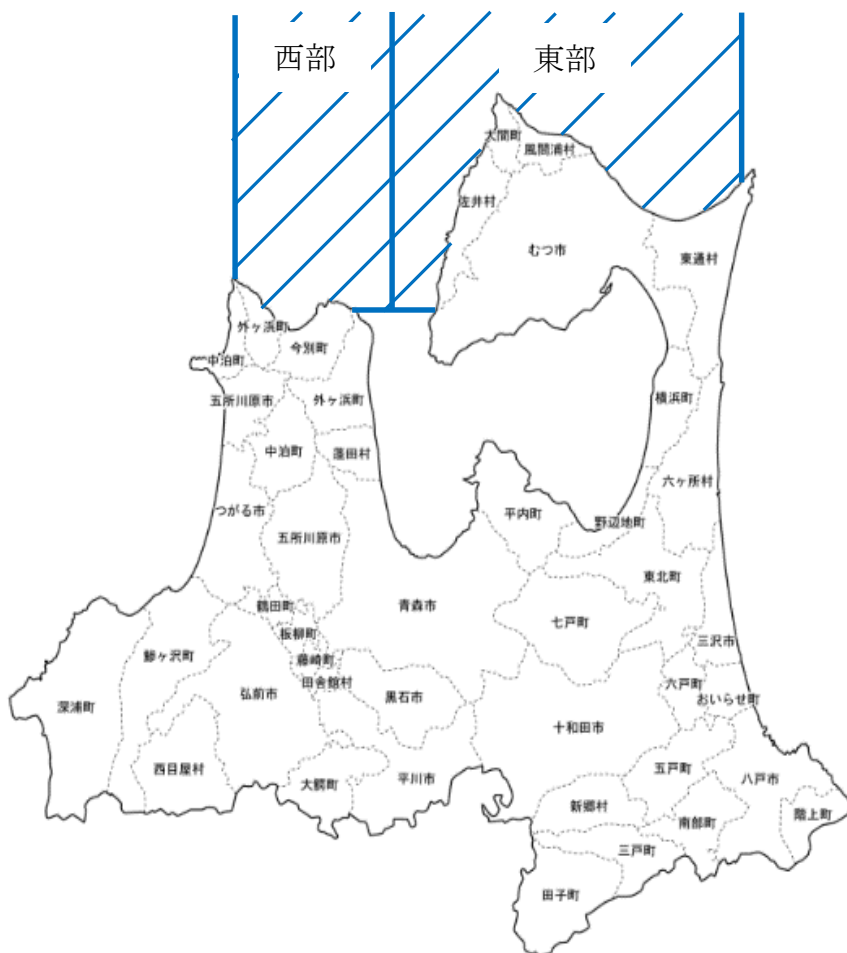 西部
東部
大間町
風間浦村
佐井村
むつ市
東通村
外ヶ浜町
今別町
中泊町
五所川原市
外ヶ浜町
横浜町
中泊町
蓬田村
六ヶ所村
つがる市
平内町
野辺地町
五所川原市
東北町
鶴田町
青森市
七戸町
板柳町
三沢市
鰺ヶ沢町
藤崎町
田舎館村
六戸町
弘前市
黒石市
おいらせ町
深浦町
十和田市
西目屋村
五戸町
大鰐町
平川市
八戸市
新郷村
南部町
階上町
三戸町
田子町